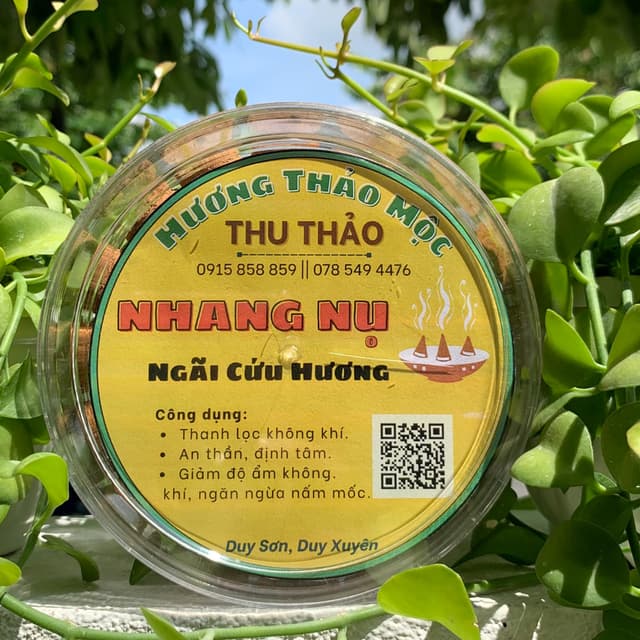 HƯƠNG THẢO MỘC
THU THẢO
0915 858 859 || 078 549 4476
NHANG NỤ
NGÃI CỨU HƯƠNG
Công dụng:
• Thanh lọc không khí.
• An thần, định tâm.
• Giảm độ ẩm không.
khí, ngăn ngừa nấm mốc.
Duy Sơn, Duy Xuyên